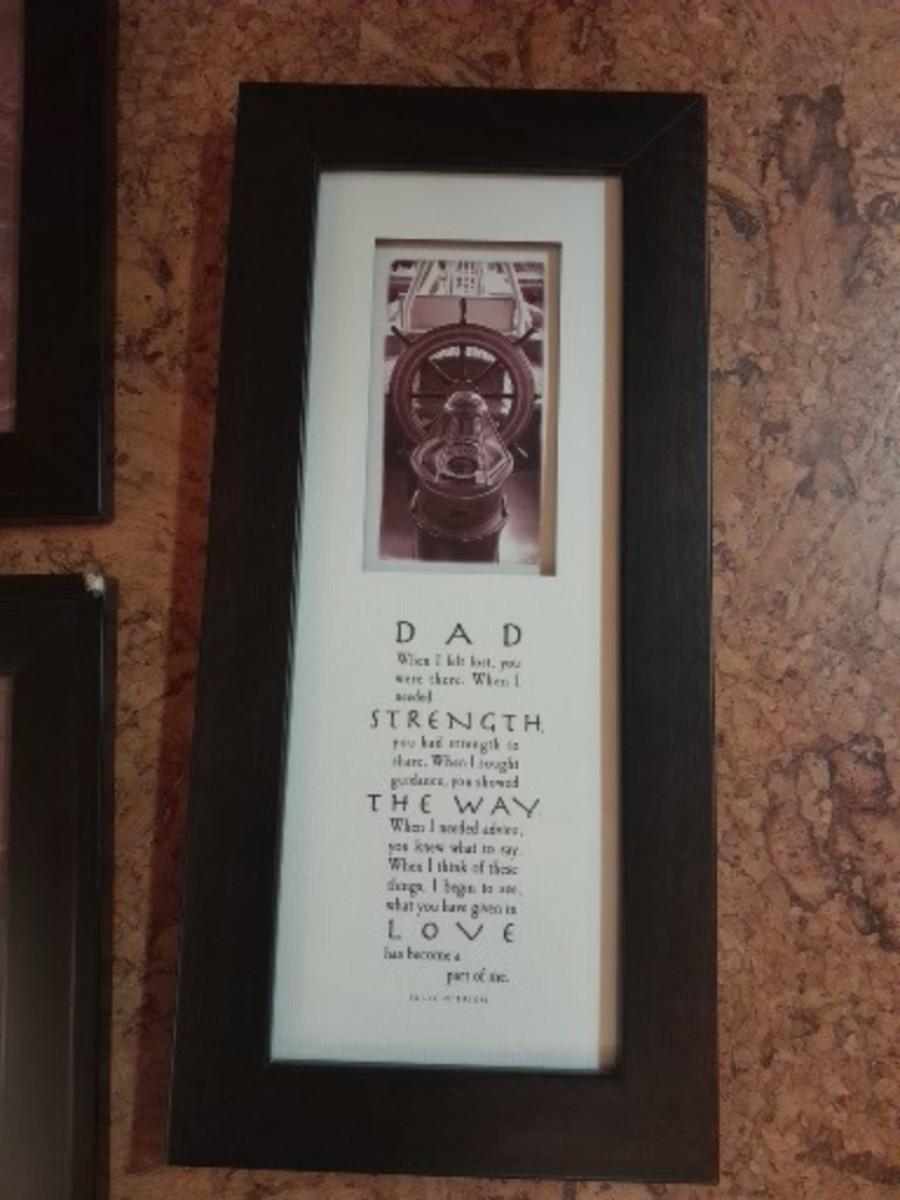 DAD
When I felt lost, you
were there. When I
needed
STRENGTH,
you had strength to
share. When I sought
guidance, you showed
THE WAY.
When I needed advice,
you knew what to say.
When I think of these
things, I begin to see,
what you have given in
LOVE
has become a
part of me.